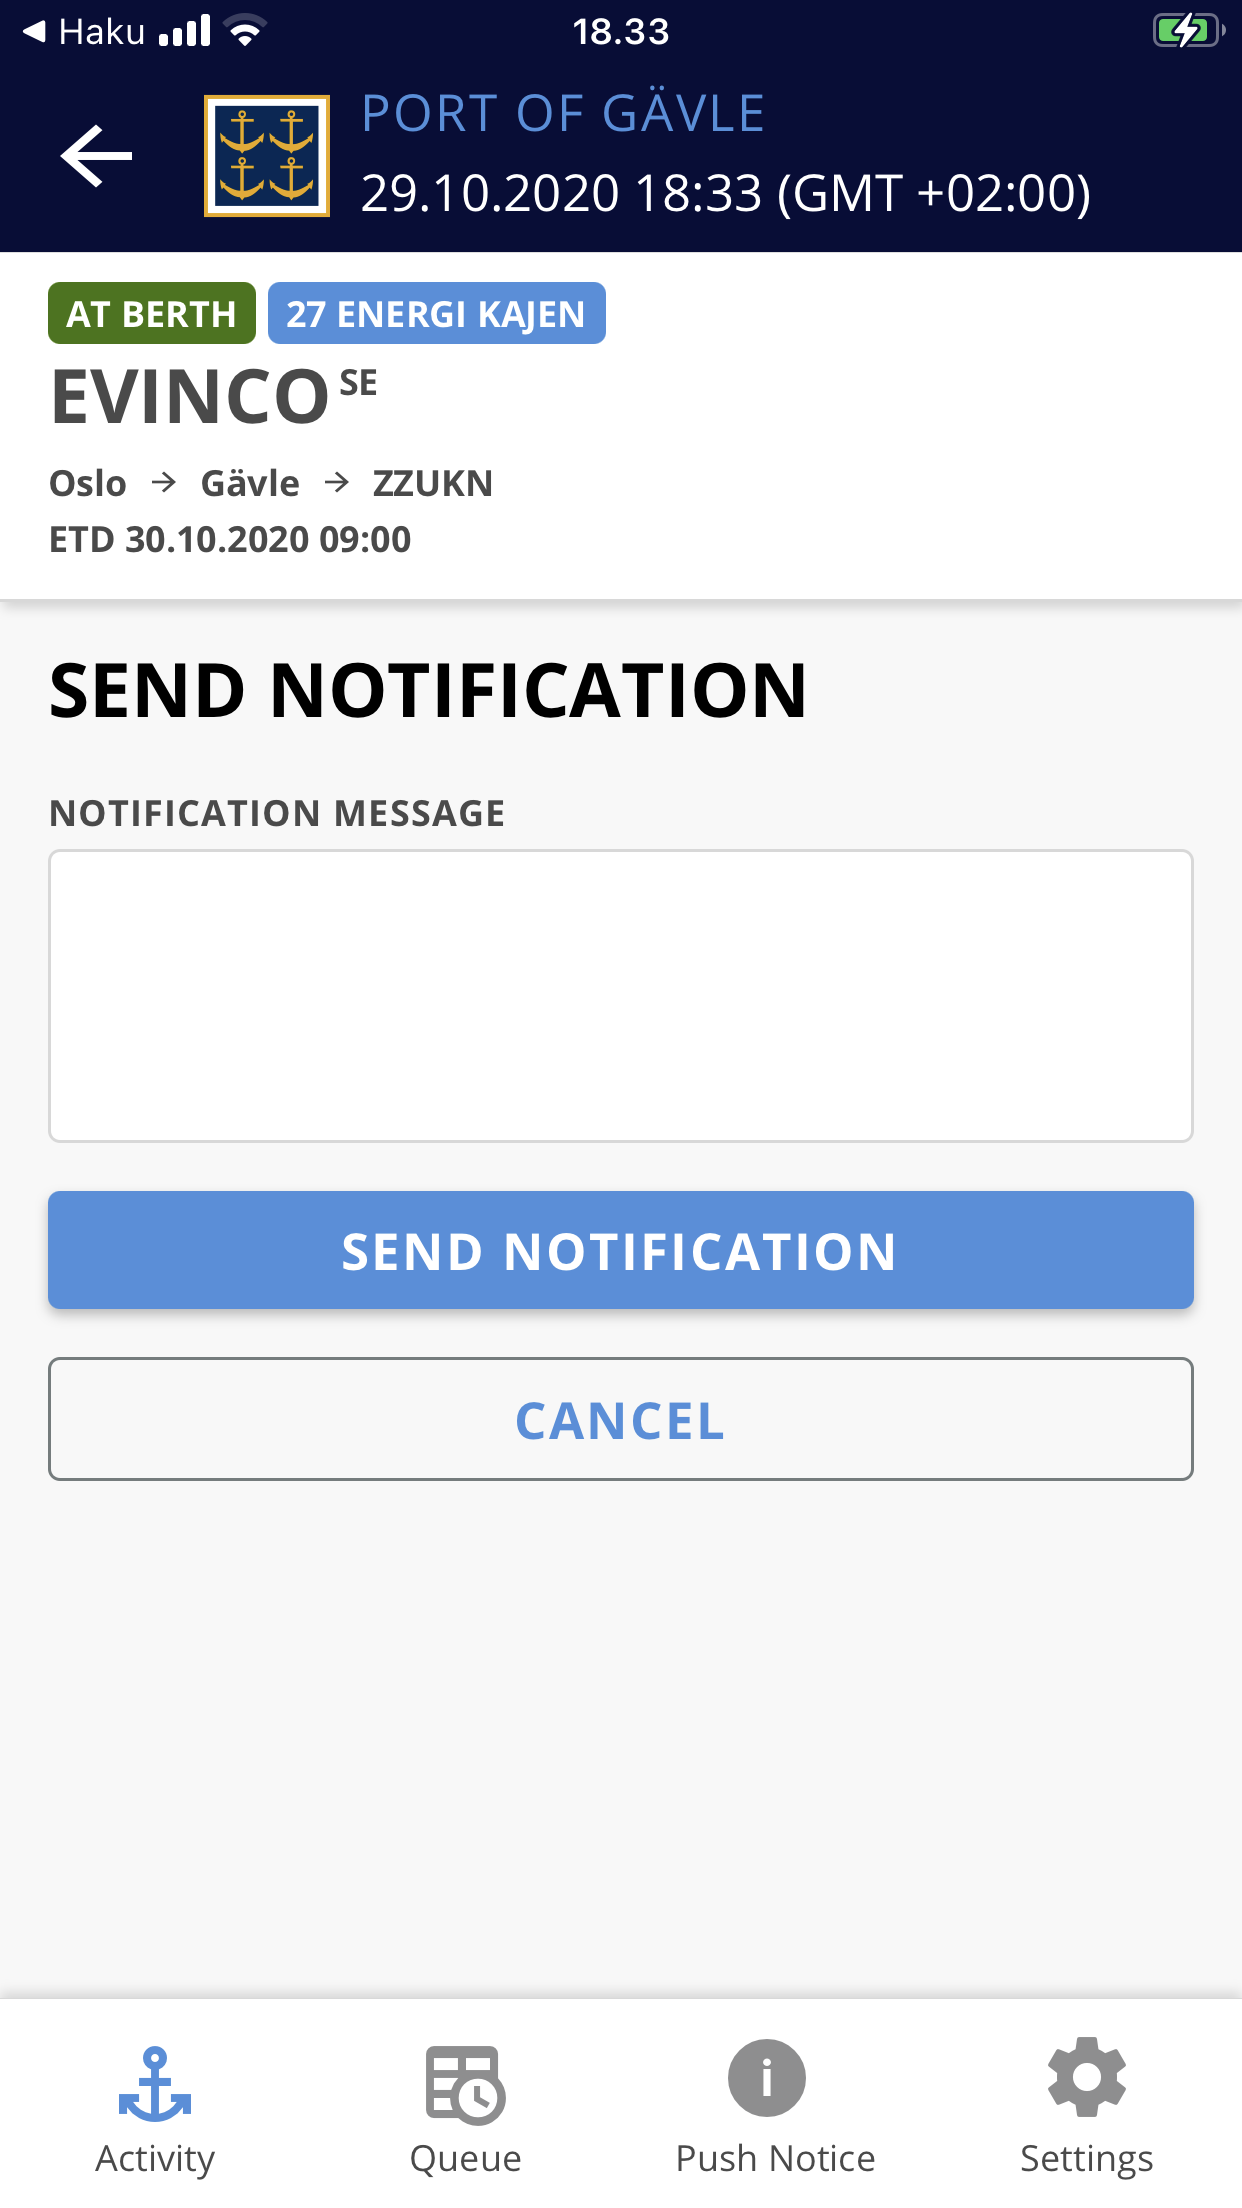 Haku
18.33
PORT OF GÄVLE
29.10.2020 18:33 (GMT +02:00)
AT BERTH 27 ENERGI KAJEN
EVINCO SE
Oslo → Gävle → ZZUKN
ETD 30.10.2020 09:00
SEND NOTIFICATION
NOTIFICATION MESSAGE
SEND NOTIFICATION
CANCEL
Activity Queue Push Notice Settings